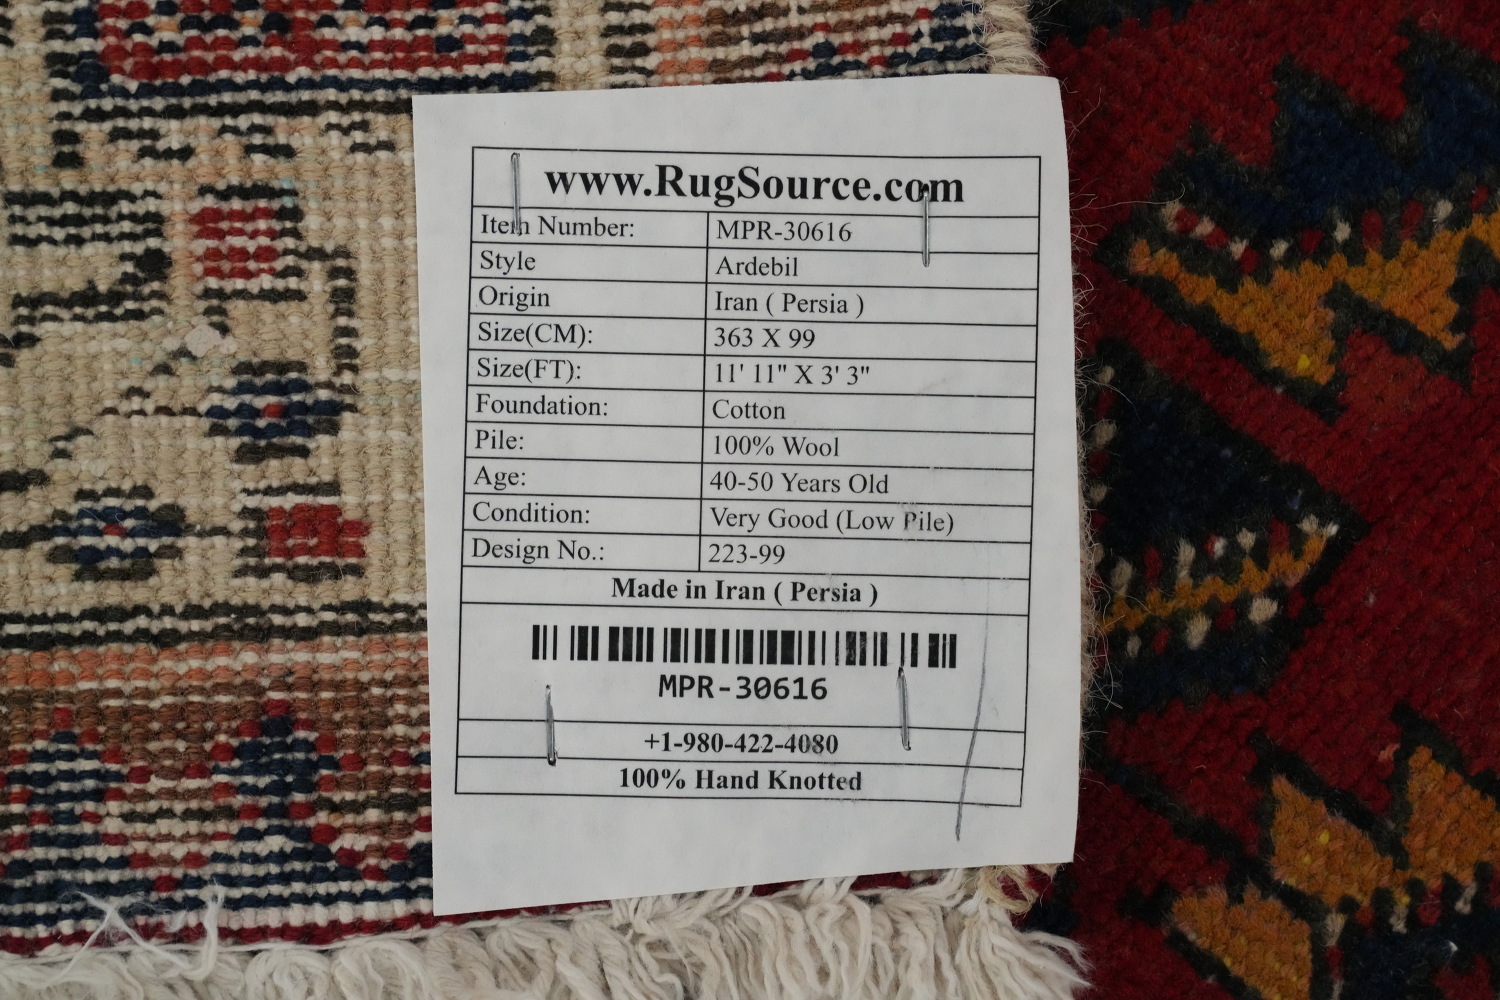 www.RugSource.com
Item Number: MPR-30616
Style Ardebil
Origin Iran ( Persia )
Size(CM): 363 X 99
Size(FT): 11' 11" X 3' 3"
Foundation: Cotton
Pile: 100% Wool
Age: 40-50 Years Old
Condition: Very Good (Low Pile)
Design No.: 223-99
Made in Iran ( Persia )
MPR-30616
+1-980-422-4080
100% Hand Knotted